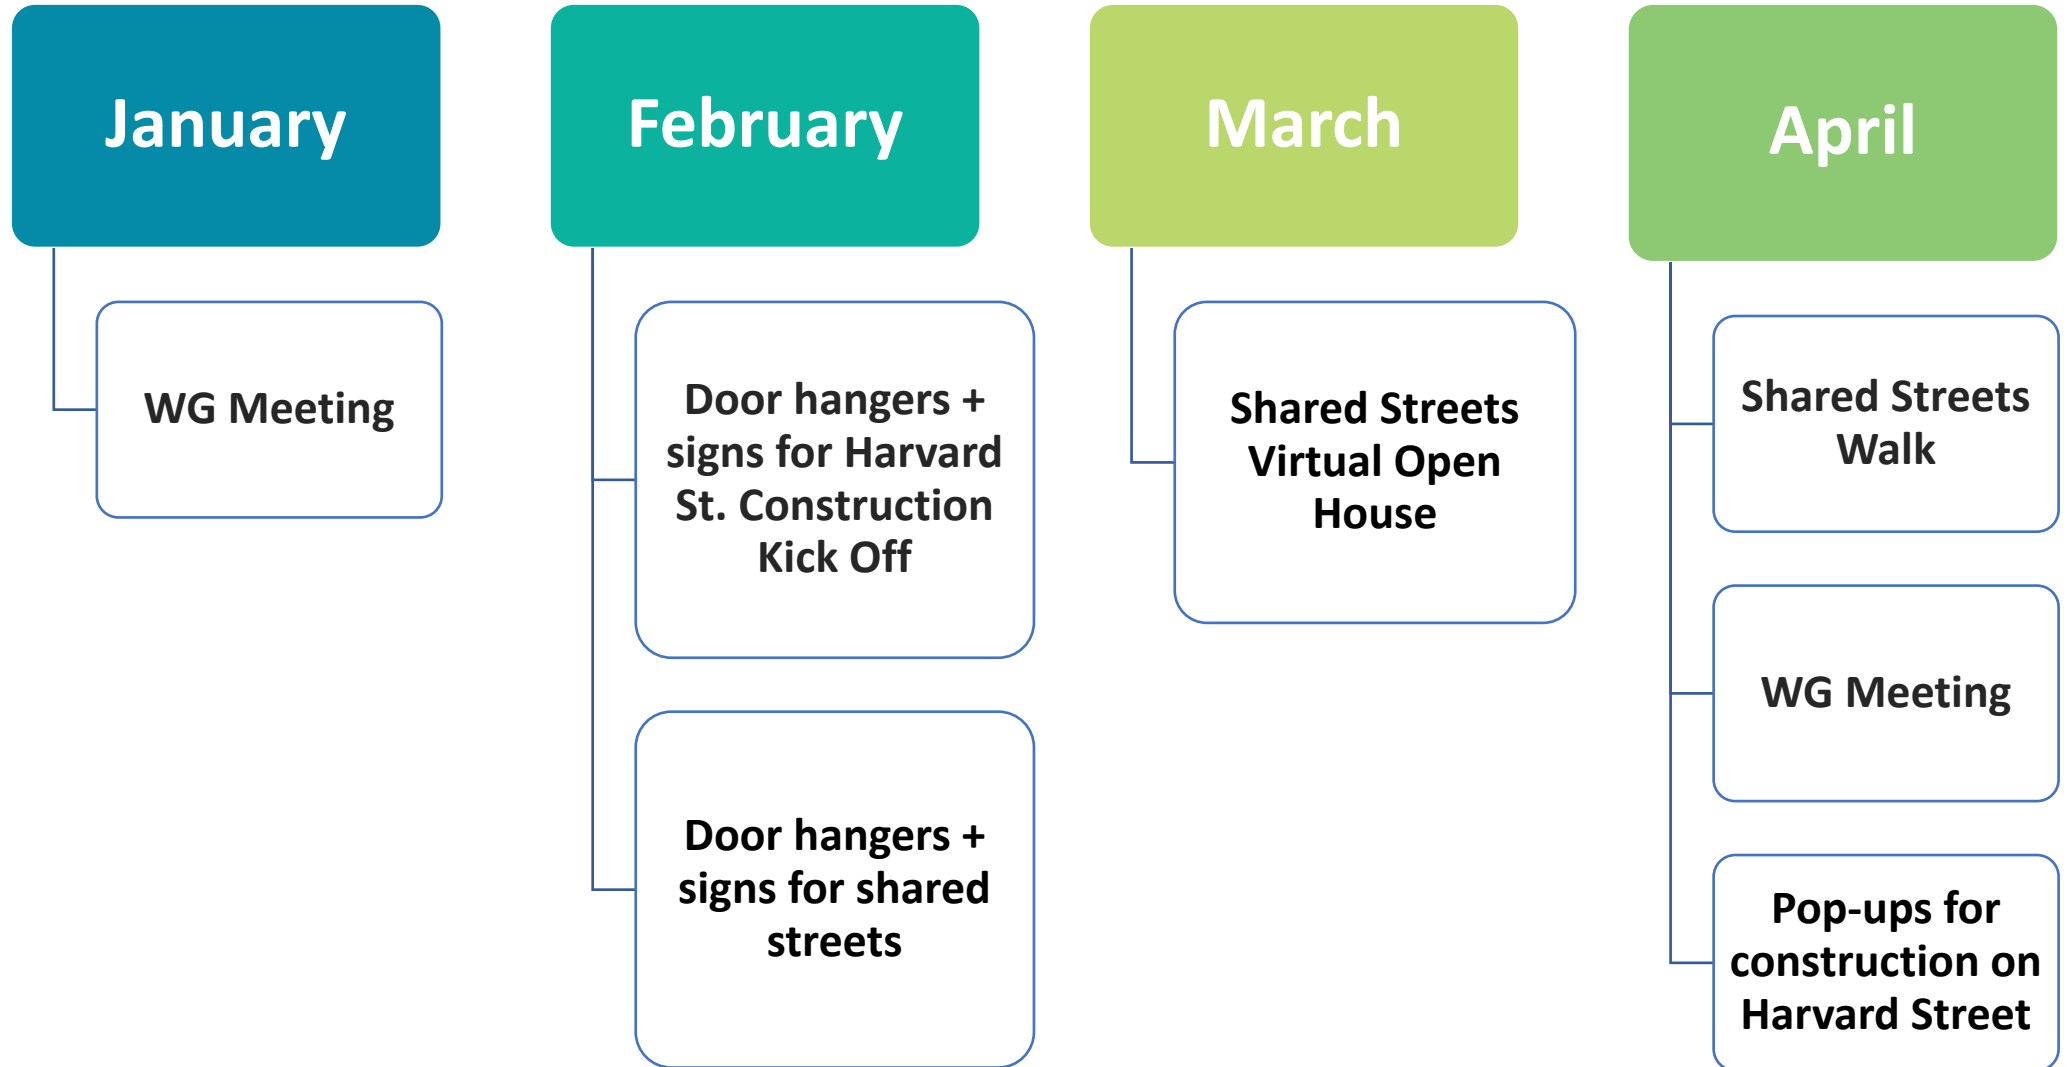 January
WG Meeting
February
Door hangers +
signs for Harvard
St. Construction
Kick Off
Door hangers +
signs for shared
streets
March
Shared Streets
Virtual Open
House
April
Shared Streets
Walk
WG Meeting
Pop-ups for
construction on
Harvard Street